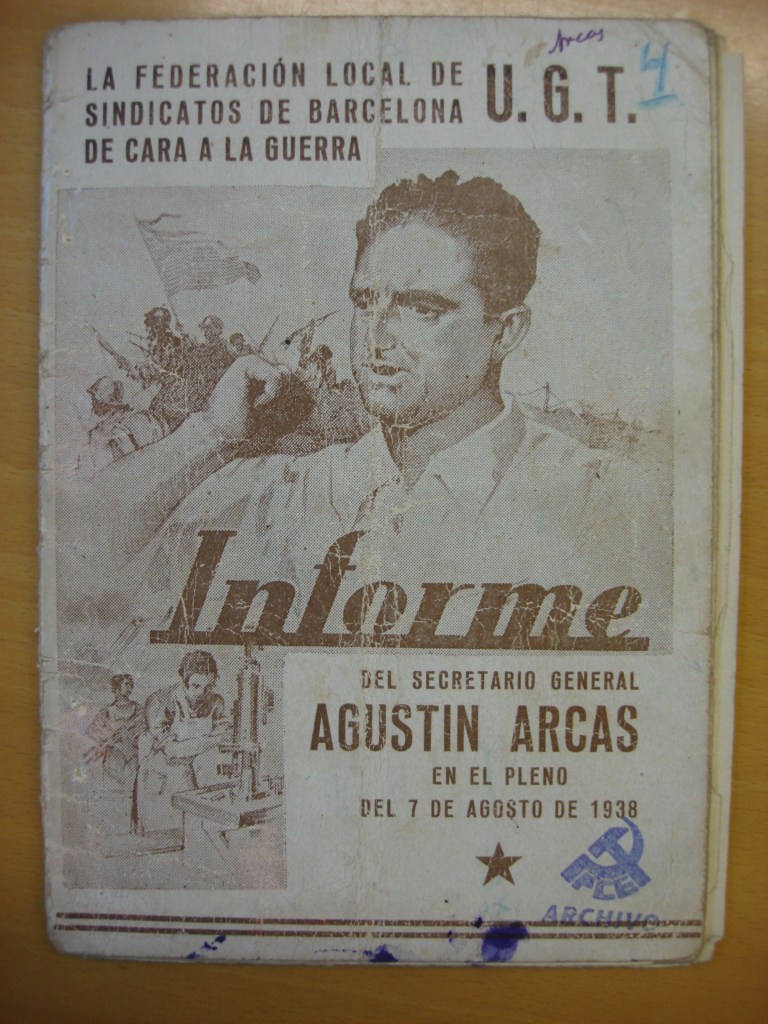 Arcas
4
LA FEDERACIÓN LOCAL DE
SINDICATOS DE BARCELONA
DE CARA A LA GUERRA
U.G.T.
Informe
DEL SECRETARIO GENERAL
AGUSTIN ARCAS
EN EL PLENO
DEL 7 DE AGOSTO DE 1938
PCE
ARCHIVO